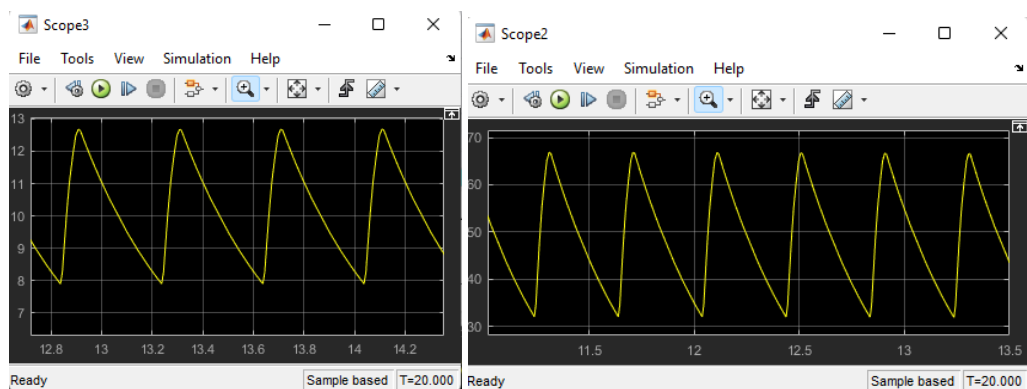 Scope3
File Tools View Simulation Help
13
12
11
10
9
8
7
12.8 13 13.2 13.4 13.6 13.8 14 14.2
Ready Sample based T=20.000
Scope2
File Tools View Simulation Help
70
60
50
40
30
11.5 12 12.5 13 13.5
Ready Sample based T=20.000